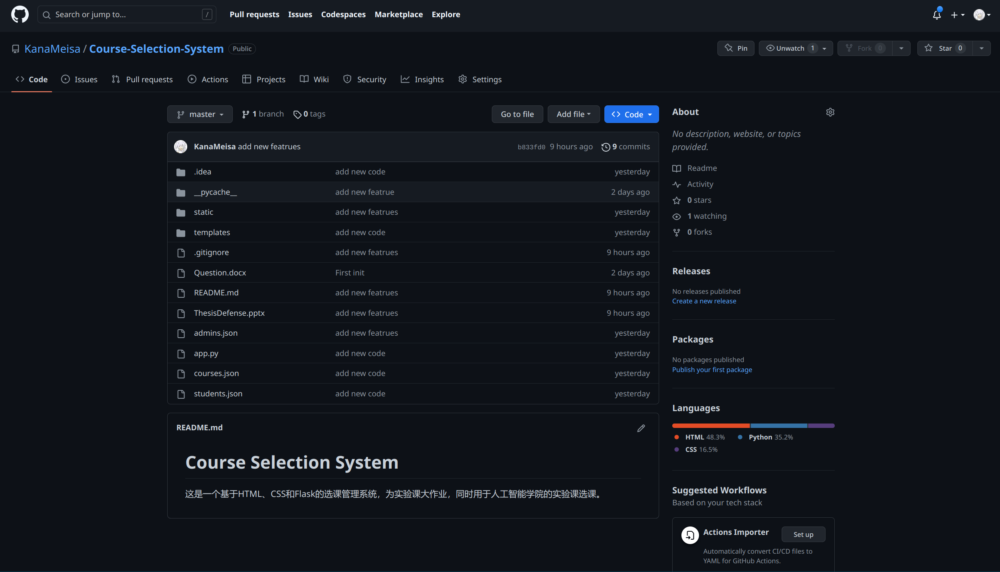 Search or jump to...
/
Pull requests
Issues
Codespaces
Marketplace
Explore
KanaMeisa / Course-Selection-System
Public
Pin
Unwatch 1
Fork 0
Star 0
Code
Issues
Pull requests
Actions
Projects
Wiki
Security
Insights
Settings
master
1 branch
0 tags
Go to file
Add file
Code
KanaMeisa add new featrues
b833fd0 9 hours ago
9 commits
.idea add new code yesterday
__pycache__ add new featrue 2 days ago
static add new featrues yesterday
templates add new code yesterday
.gitignore add new featrues 9 hours ago
Question.docx First init 2 days ago
README.md add new featrues 9 hours ago
ThesisDefense.pptx add new featrues 9 hours ago
admins.json add new featrues yesterday
app.py add new code yesterday
courses.json add new code yesterday
students.json add new code yesterday
README.md
Course Selection System
这是一个基于HTML、CSS和Flask的选课管理系统，为实验课大作业，同时用于人工智能学院的实验课选课。
About
No description, website, or topics
provided.
Readme
Activity
0 stars
1 watching
0 forks
Releases
No releases published
Create a new release
Packages
No packages published
Publish your first package
Languages
HTML 48.3%
Python 35.2%
CSS 16.5%
Suggested Workflows
Based on your tech stack
Actions Importer
Set up
Automatically convert CI/CD files to
YAML for GitHub Actions.